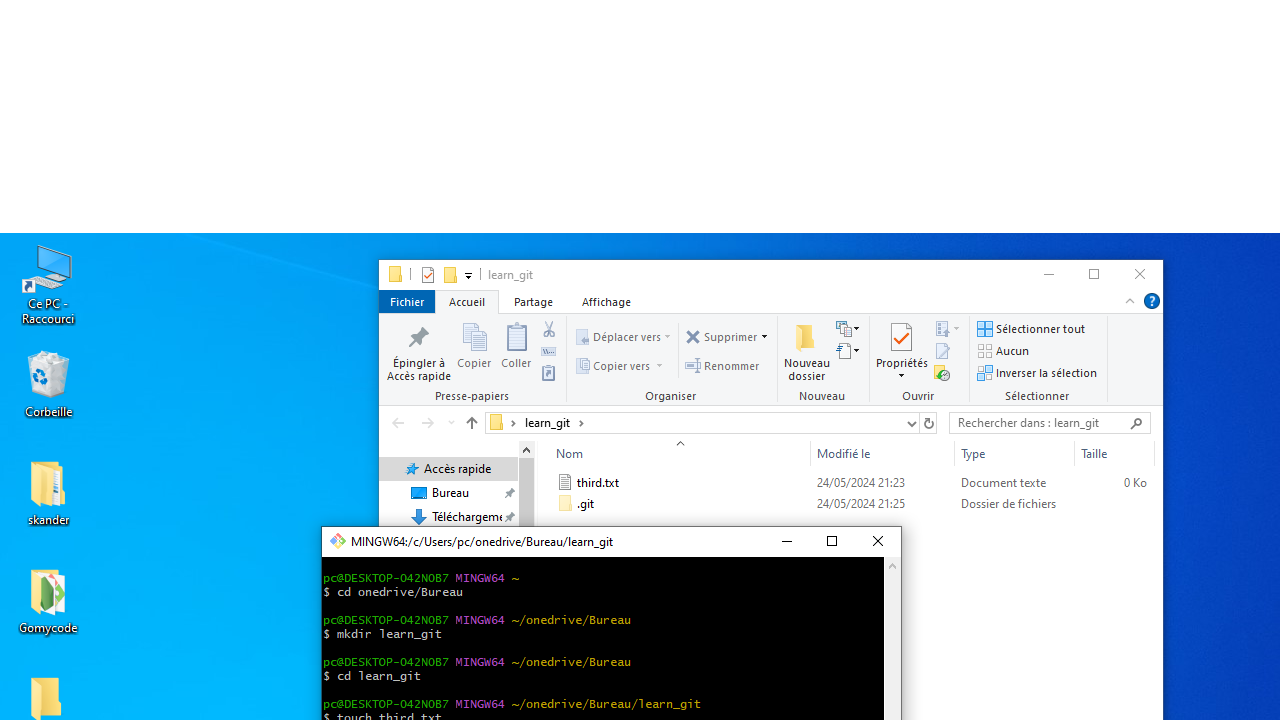 Ce PC -
Raccourci
Corbeille
skander
Gomycode
learn_git
Fichier
Accueil
Partage
Affichage
Épingler à
Accès rapide
Copier
Coller
Presse-papiers
Déplacer vers
Copier vers
Supprimer
Renommer
Organiser
Nouveau
dossier
Nouveau
Propriétés
Ouvrir
Sélectionner tout
Aucun
Inverser la sélection
Sélectionner
learn_git
Rechercher dans : learn_git
Nom Modifié le Type Taille
third.txt 24/05/2024 21:23 Document texte 0 Ko
.git 24/05/2024 21:25 Dossier de fichiers
Accès rapide
Bureau
Téléchargeme
MINGW64:/c/Users/pc/onedrive/Bureau/learn_git
pc@DESKTOP-O42NOB7 MINGW64 ~
$ cd onedrive/Bureau
pc@DESKTOP-O42NOB7 MINGW64 ~/onedrive/Bureau
$ mkdir learn_git
pc@DESKTOP-O42NOB7 MINGW64 ~/onedrive/Bureau
$ cd learn_git
pc@DESKTOP-O42NOB7 MINGW64 ~/onedrive/Bureau/learn_git
$ touch third.txt